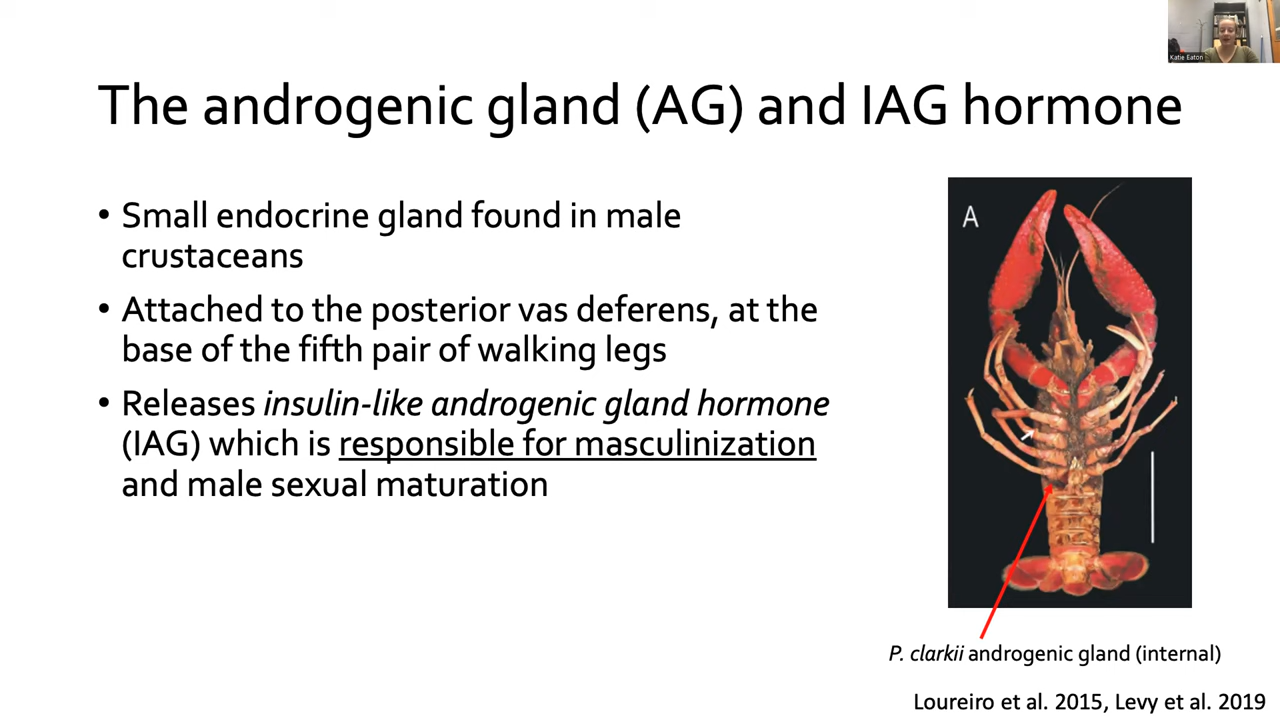 Katie Eaton
The androgenic gland (AG) and IAG hormone
• Small endocrine gland found in male
crustaceans
• Attached to the posterior vas deferens, at the
base of the fifth pair of walking legs
• Releases insulin-like androgenic gland hormone
(IAG) which is responsible for masculinization
and male sexual maturation
A
P. clarkii androgenic gland (internal)
Loureiro et al. 2015, Levy et al. 2019